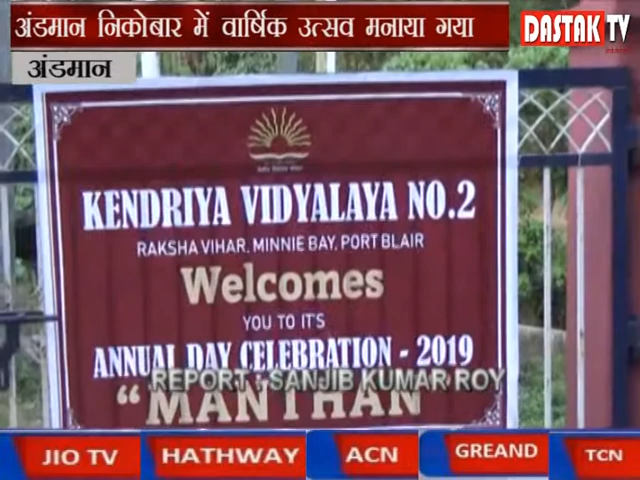 अंडमान निकोबार में वार्षिक उत्सव मनाया गया
DASTAK TV
अंडमान
KENDRIYA VIDYALAYA NO.2
RAKSHA VIHAR, MINNIE BAY, PORT BLAIR
Welcomes
YOU TO ITS
ANNUAL DAY CELEBRATION - 2019
REPORT : SANJIB KUMAR ROY
"MANTHAN"
JIO TV HATHWAY ACN GREAND TCN